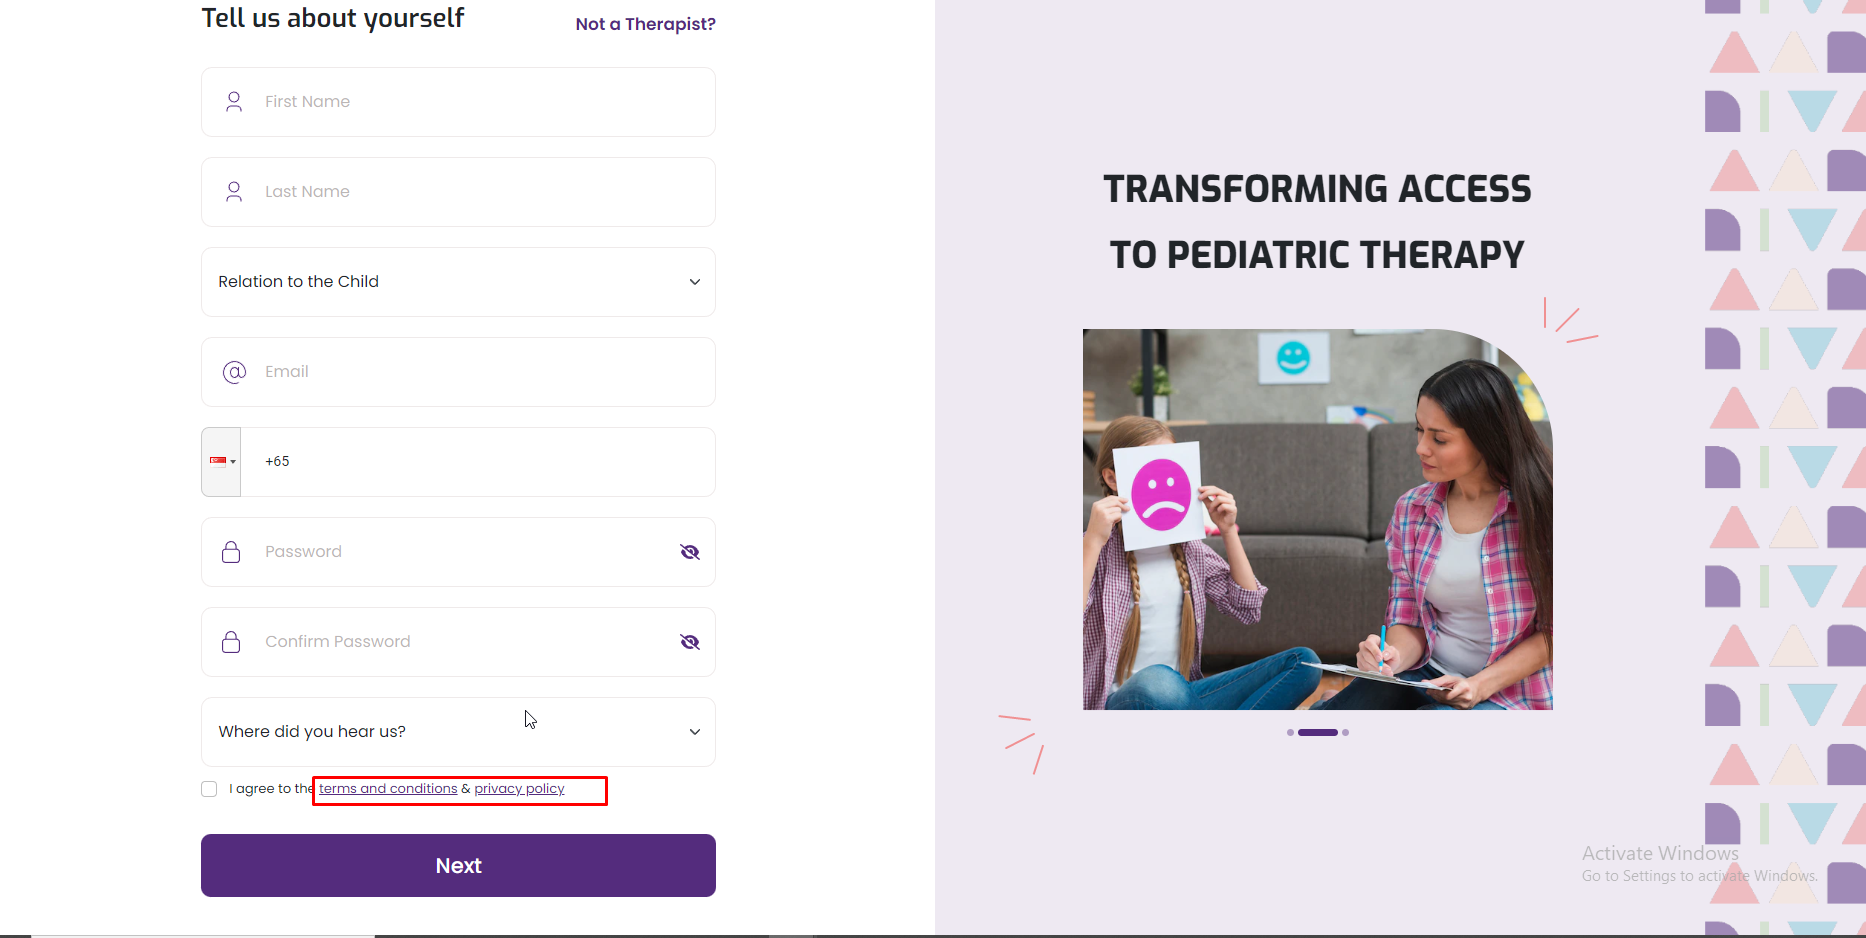 Tell us about yourself
Not a Therapist?
First Name
Last Name
Relation to the Child
Email
+65
Password
Confirm Password
Where did you hear us?
I agree to the terms and conditions & privacy policy
Next
TRANSFORMING ACCESS
TO PEDIATRIC THERAPY
Activate Windows
Go to Settings to activate Windows.